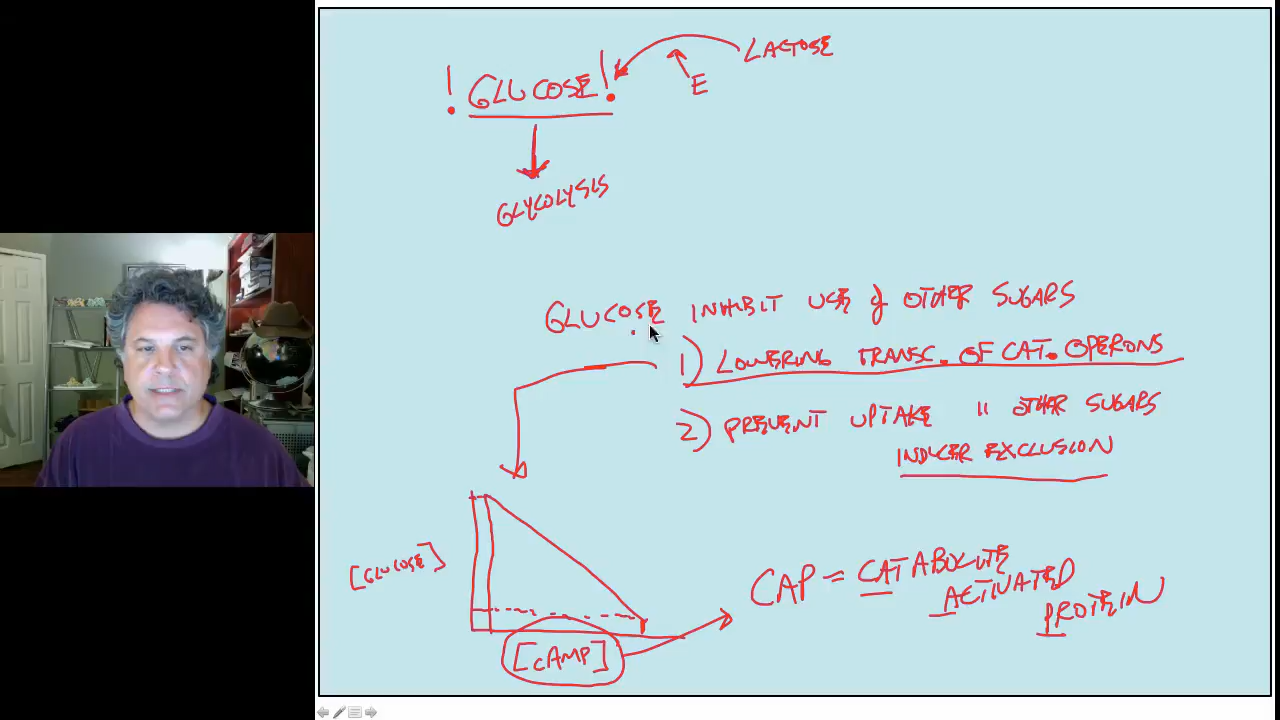 LACTOSE
! GLUCOSE !
E
GLYCOLYSIS
GLUCOSE INHIBIT USE of OTHER SUGARS
1) LOWERING TRANSC. OF CAT. OPERONS
2) PREVENT UPTAKE " OTHER SUGARS
INDUCER EXCLUSION
[GLUCOSE]
CAP = CATABOLITE
ACTIVATED
PROTEIN
[cAMP]